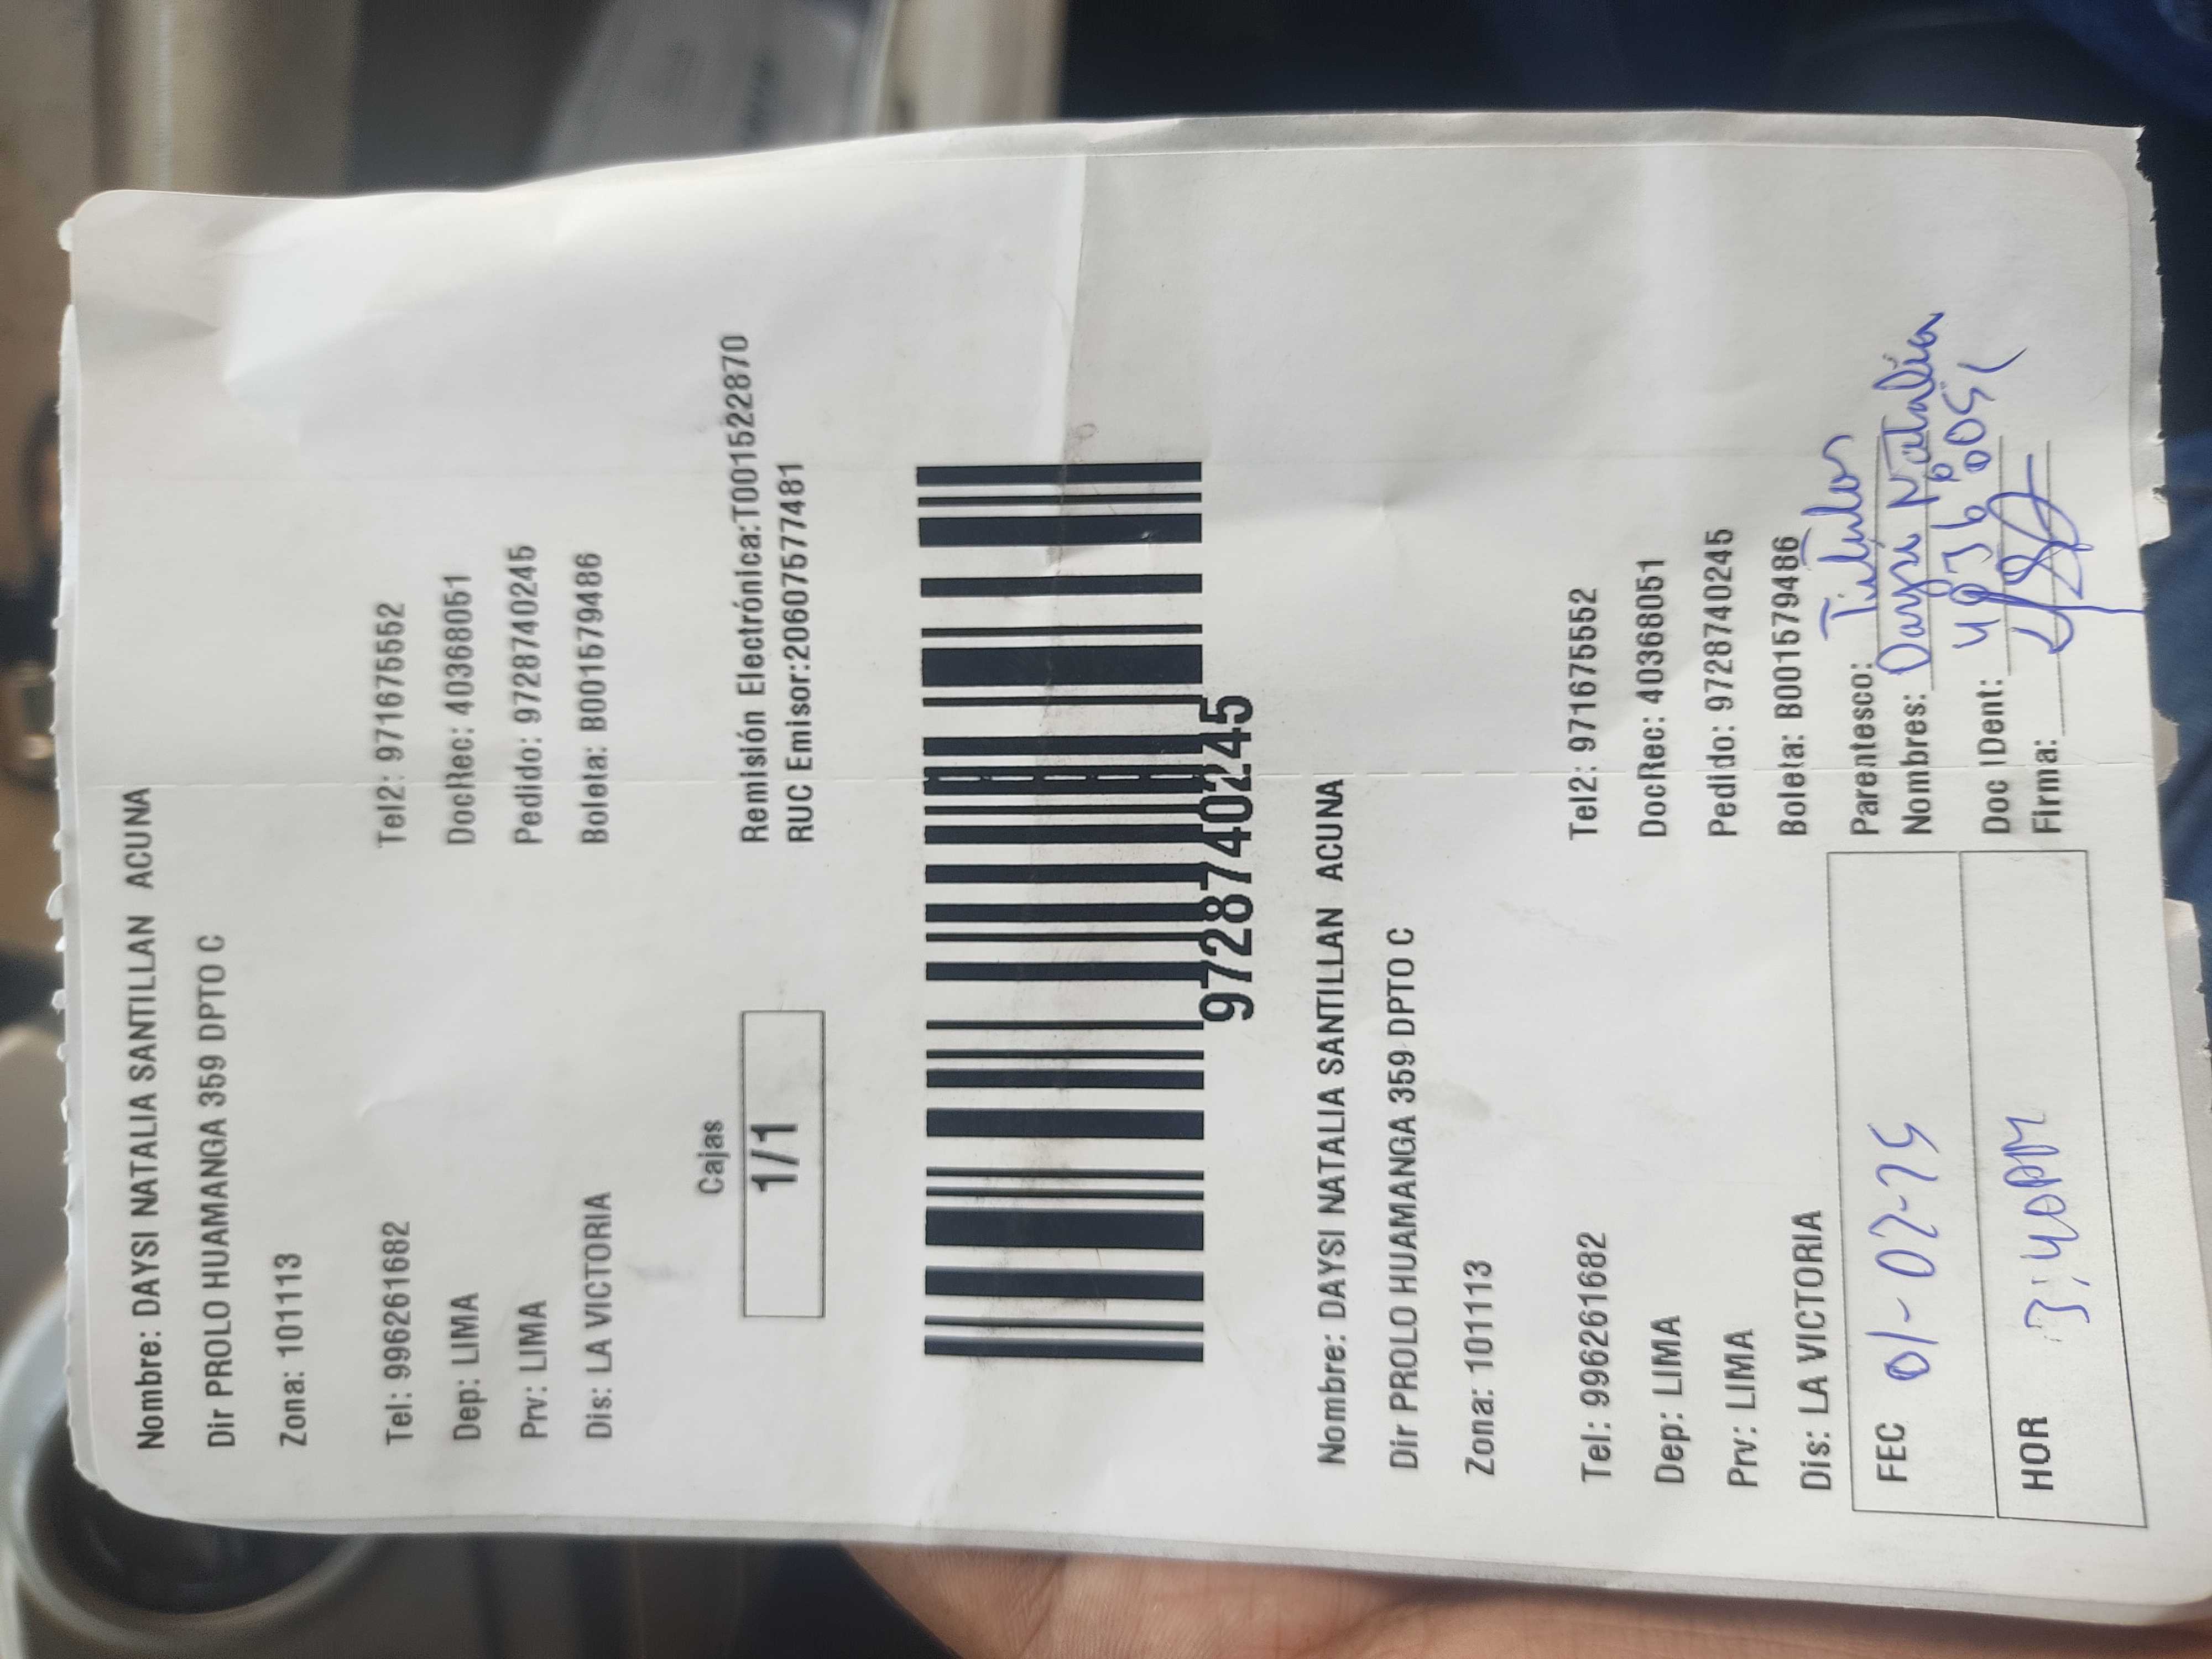 Nombre: DAYSI NATALIA SANTILLAN ACUNA
Dir PROLO HUAMANGA 359 DPTO C
Zona: 101113
Tel: 996261682 Tel2: 971675552
Dep: LIMA DocRec: 40368051
Prv: LIMA Pedido: 9728740245
Dis: LA VICTORIA Boleta: B001579486
Cajas
1/1
Remisión Electrónica:T001522870
RUC Emisor:20607577481
9728740245
Nombre: DAYSI NATALIA SANTILLAN ACUNA
Dir PROLO HUAMANGA 359 DPTO C
Zona: 101113
Tel: 996261682 Tel2: 971675552
Dep: LIMA DocRec: 40368051
Prv: LIMA Pedido: 9728740245
Dis: LA VICTORIA Boleta: B001579486
FEC 01-07-25
HOR 3:40PM
Parentesco: Titular
Nombres: Daysi Natalia
Doc IDent: 40368051
Firma: